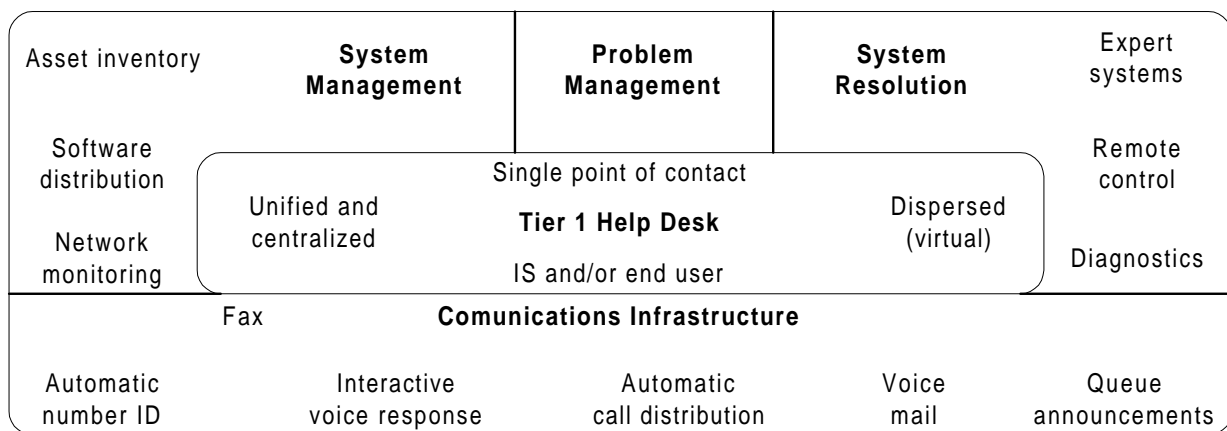 Asset inventory
System
Management
Problem
Management
System
Resolution
Expert
systems
Software
distribution
Remote
control
Single point of contact
Unified and
centralized
Tier 1 Help Desk
Dispersed
(virtual)
Network
monitoring
IS and/or end user
Diagnostics
Fax
Comunications Infrastructure
Automatic
number ID
Interactive
voice response
Automatic
call distribution
Voice
mail
Queue
announcements